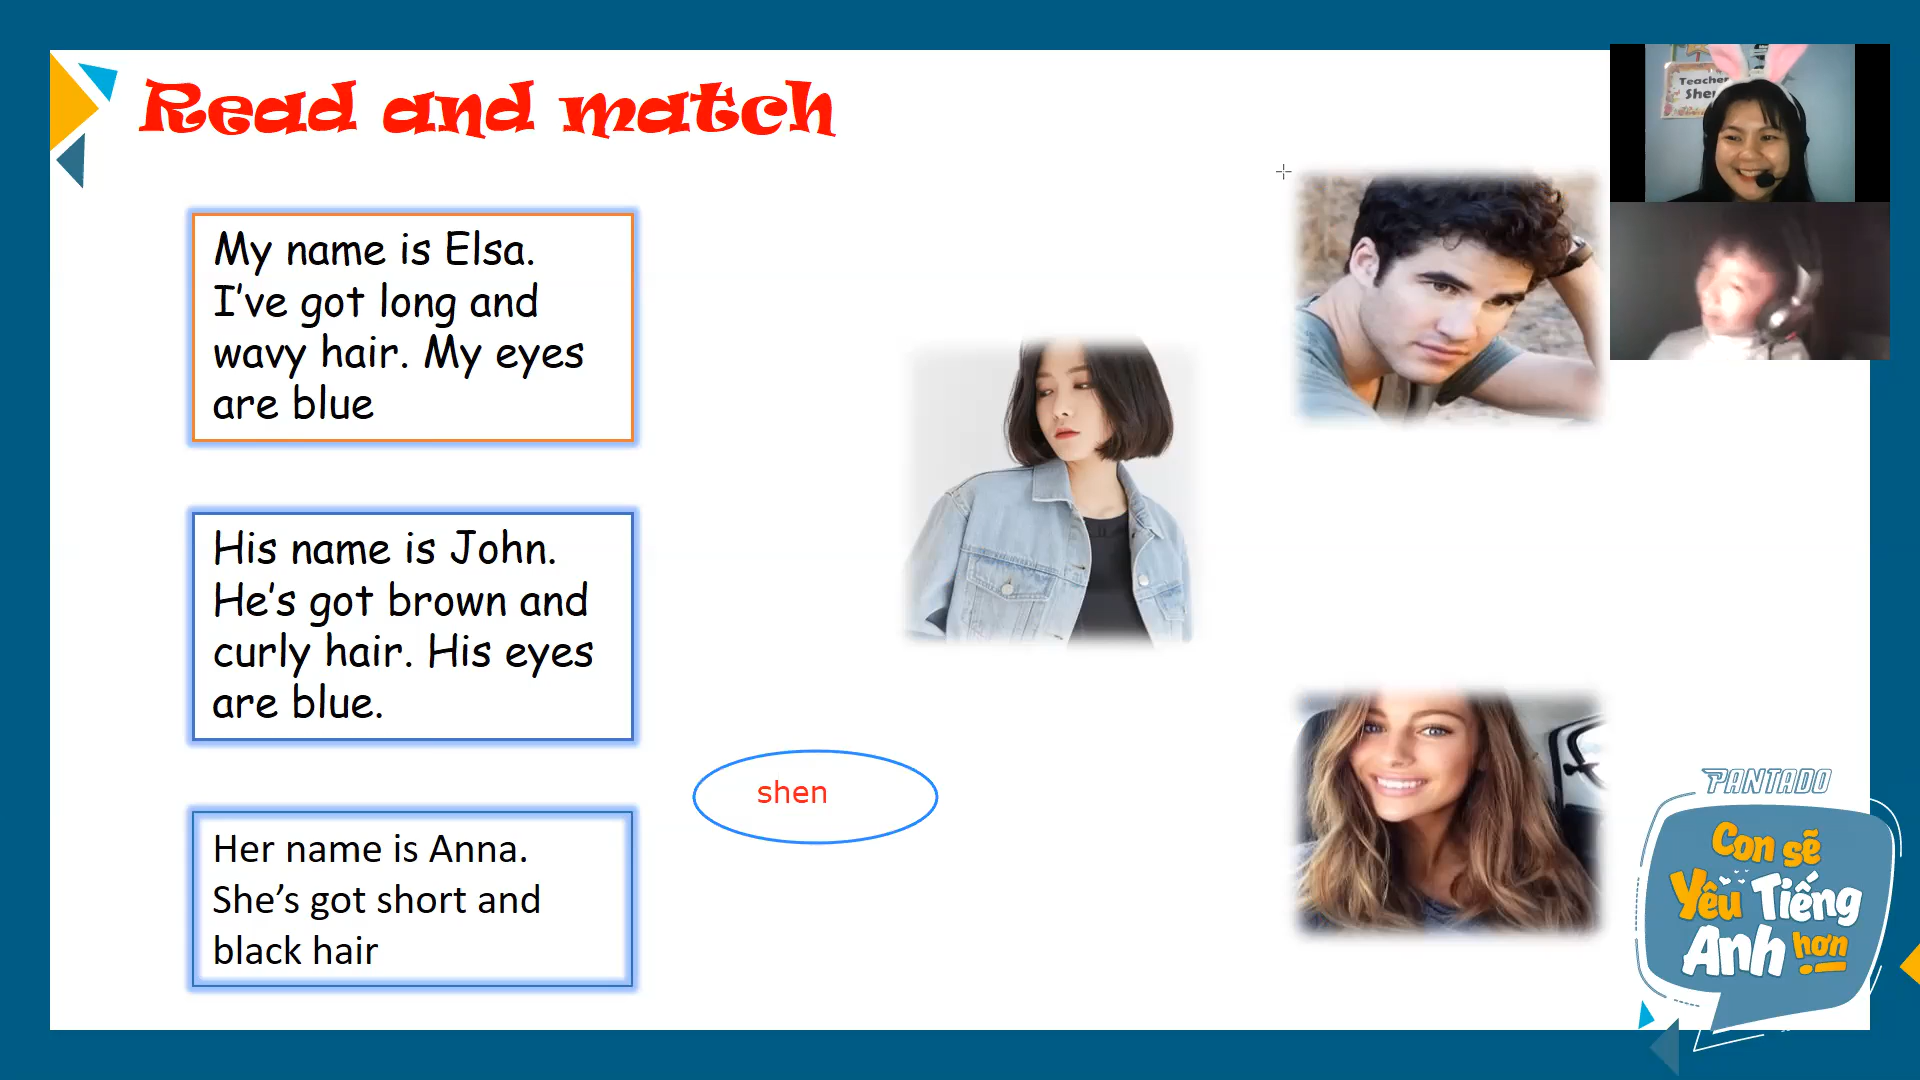 Read and match
Teacher
My name is Elsa.
I've got long and
wavy hair. My eyes
are blue
His name is John.
He's got brown and
curly hair. His eyes
are blue.
shen
Her name is Anna.
She's got short and
black hair
PANTADO
Con sẽ
Yêu Tiếng
Anh hơn